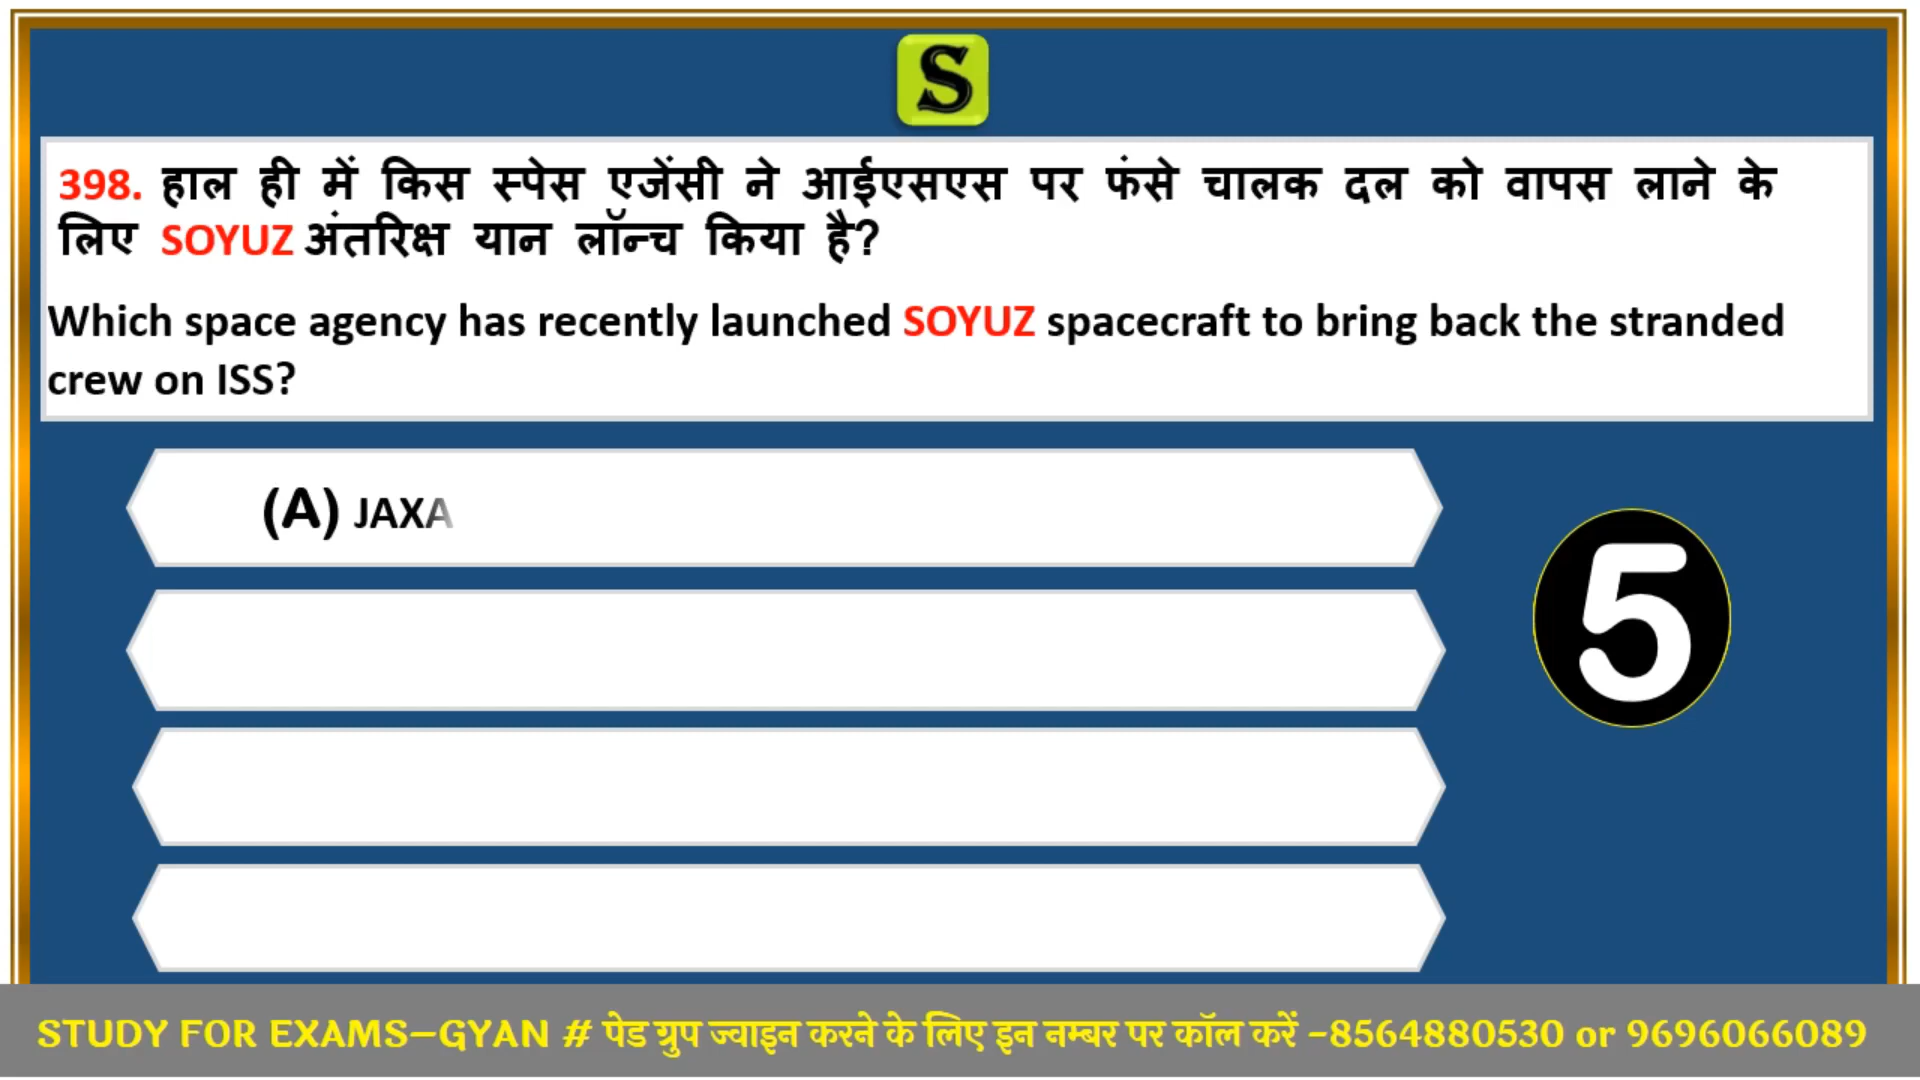 S
398. हाल ही में किस स्पेस एजेंसी ने आईएसएस पर फंसे चालक दल को वापस लाने के
लिए SOYUZ अंतरिक्ष यान लॉन्च किया है?
Which space agency has recently launched SOYUZ spacecraft to bring back the stranded
crew on ISS?
(A) JAXA
5
STUDY FOR EXAMS-GYAN # पेड ग्रुप ज्वाइन करने के लिए इन नम्बर पर कॉल करें -8564880530 or 9696066089